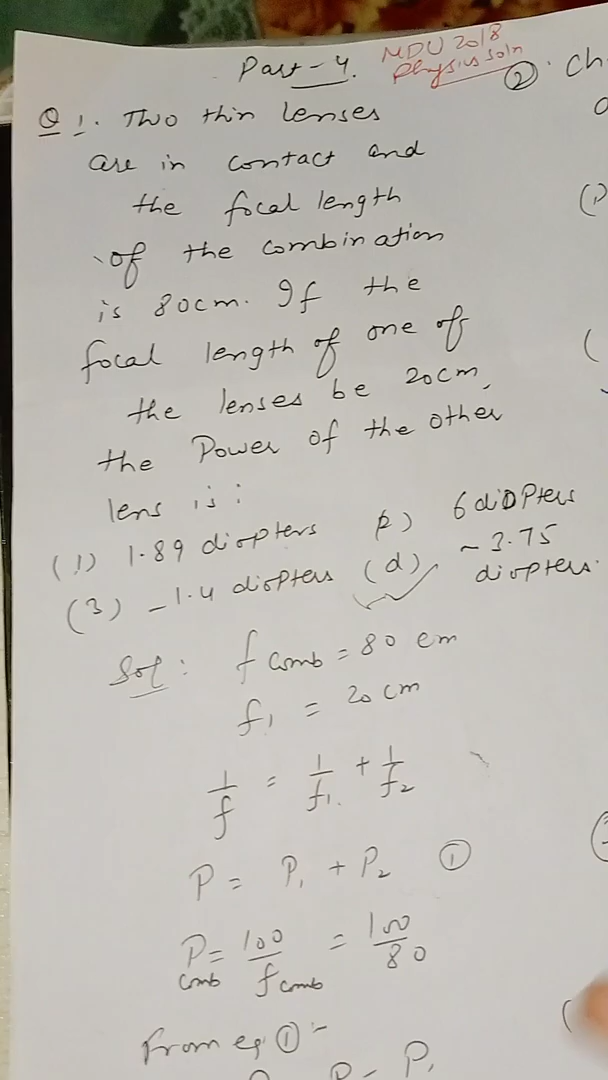 Part-4.
MDU 2018
Physics Soln
Q 1. Two thin lenses
are in contact and
the focal length
of the combination
is 80cm. If the
focal length of one of
the lenses be 20cm,
the Power of the other
lens is:
(1) 1.89 diopters 2) 6 diopters
(3) -1.4 diopters (d) -3.75 diopters.
Sol: f comb = 80 cm
f1 = 20 cm
1/f = 1/f1. + 1/f2
P = P1 + P2 ①
P comb = 100/f comb = 100/80
From eq ① :-
P - P1
② . Ch